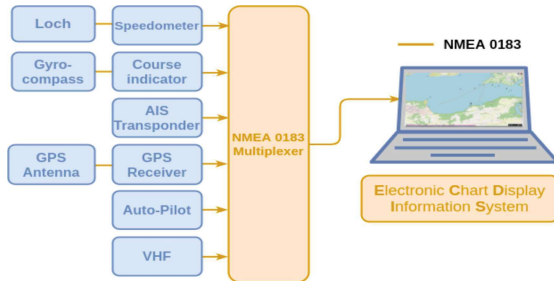 Loch
Speedometer
NMEA 0183
Gyro-
compass
Course
indicator
AIS
Transponder
NMEA 0183
Multiplexer
GPS
Antenna
GPS
Receiver
Auto-Pilot
VHF
Electronic Chart Display
Information System